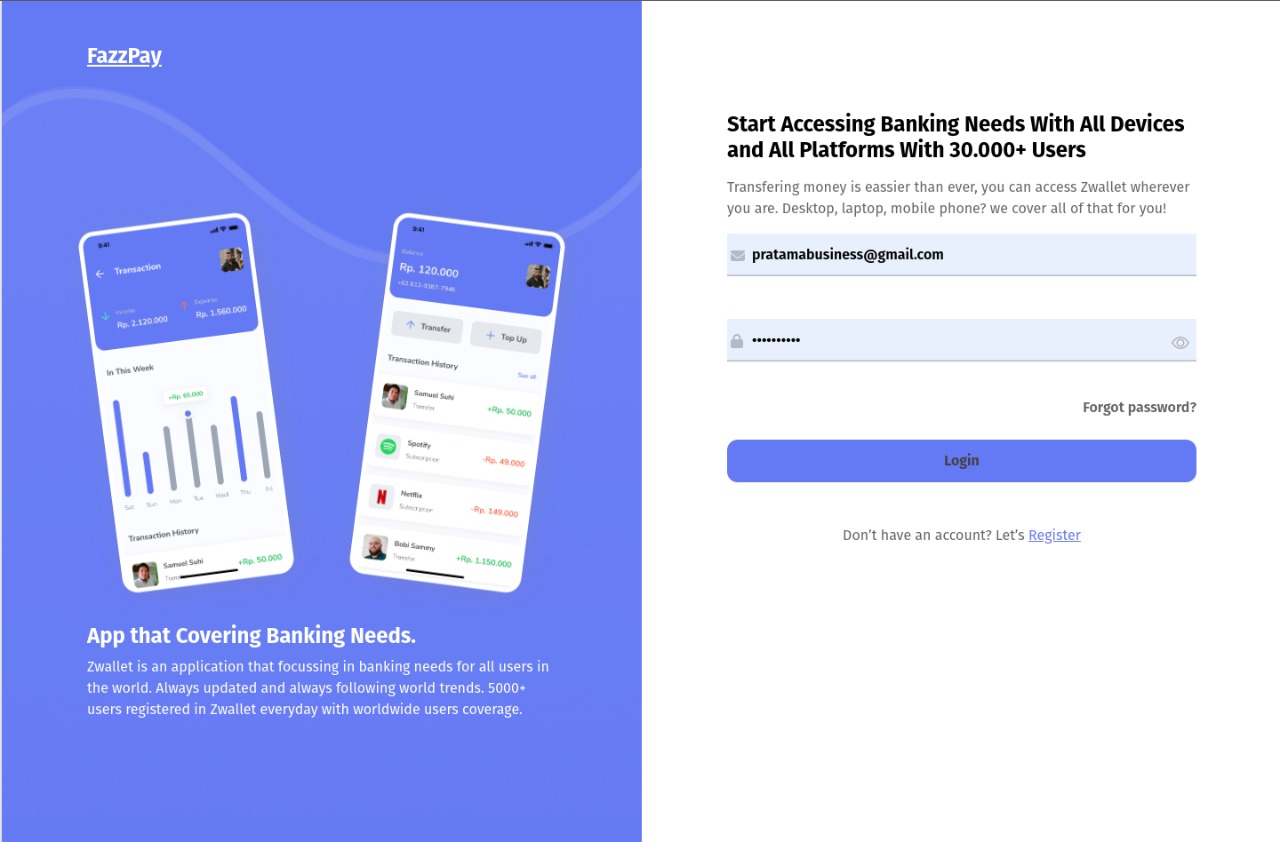 FazzPay
9:41
Transaction
Income
Rp. 2.120.000
Expense
Rp. 1.560.000
In This Week
+Rp. 65.000
Sat Sun Mon Tue Wed Thu Fri
Transaction History
Samuel Suhi
+Rp. 50.000
9:41
Balance
Rp. 120.000
+62 813-9387-7946
Transfer
Top Up
Transaction History
See all
Samuel Suhi
Transfer
+Rp. 50.000
Spotify
Subscription
-Rp. 49.000
Netflix
Subscription
-Rp. 149.000
Bobi Sammy
Transfer
+Rp. 1.150.000
App that Covering Banking Needs.
Zwallet is an application that focussing in banking needs for all users in
the world. Always updated and always following world trends. 5000+
users registered in Zwallet everyday with worldwide users coverage.
Start Accessing Banking Needs With All Devices
and All Platforms With 30.000+ Users
Transfering money is eassier than ever, you can access Zwallet wherever
you are. Desktop, laptop, mobile phone? we cover all of that for you!
pratamabusiness@gmail.com
••••••••••
Forgot password?
Login
Don’t have an account? Let’s Register